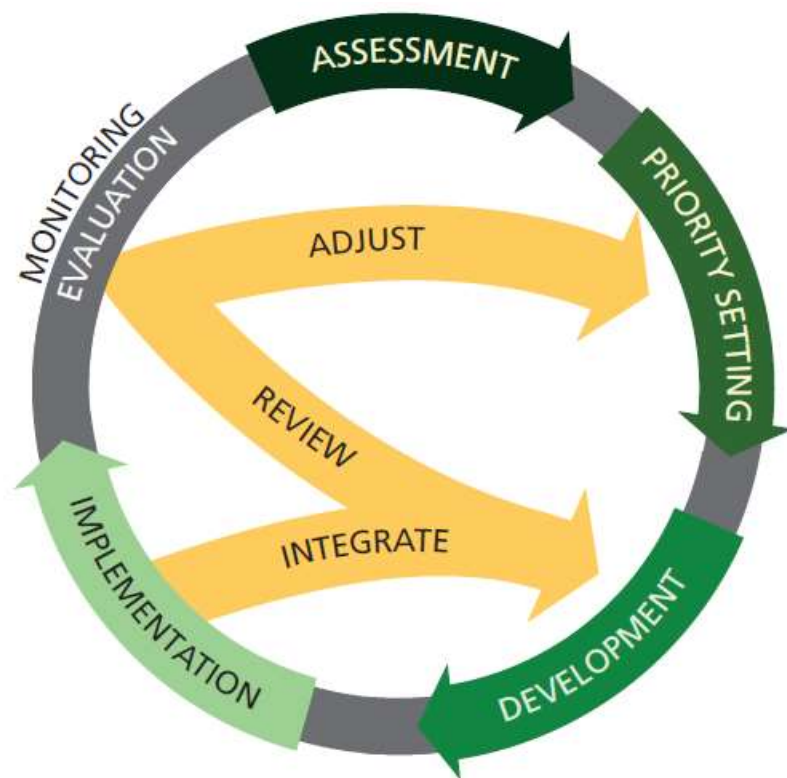 ASSESSMENT
PRIORITY SETTING
DEVELOPMENT
IMPLEMENTATION
MONITORING
EVALUATION
ADJUST
REVIEW
INTEGRATE